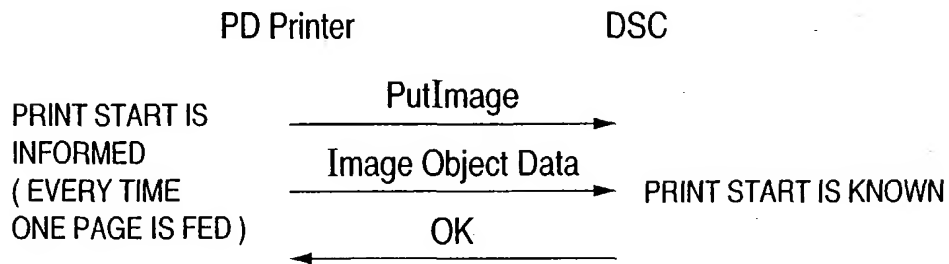 PD Printer DSC
PutImage
PRINT START IS
INFORMED
Image Object Data
( EVERY TIME
PRINT START IS KNOWN
ONE PAGE IS FED )
OK